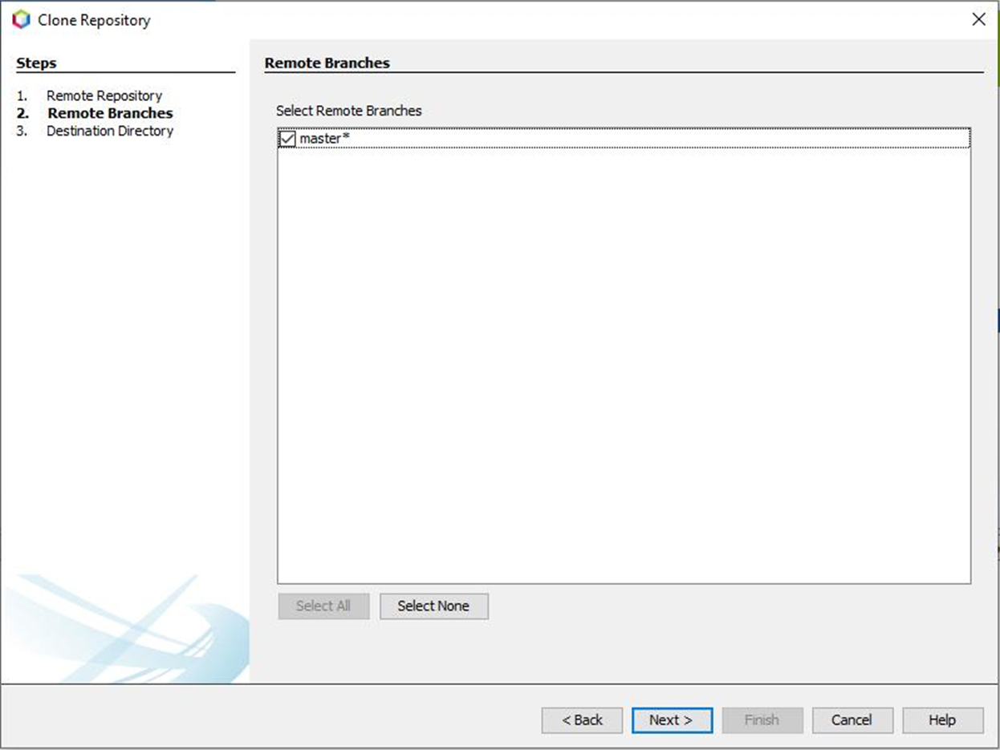 Clone Repository
Steps
1. Remote Repository
2. Remote Branches
3. Destination Directory
Remote Branches
Select Remote Branches
master*
Select All
Select None
< Back
Next >
Finish
Cancel
Help